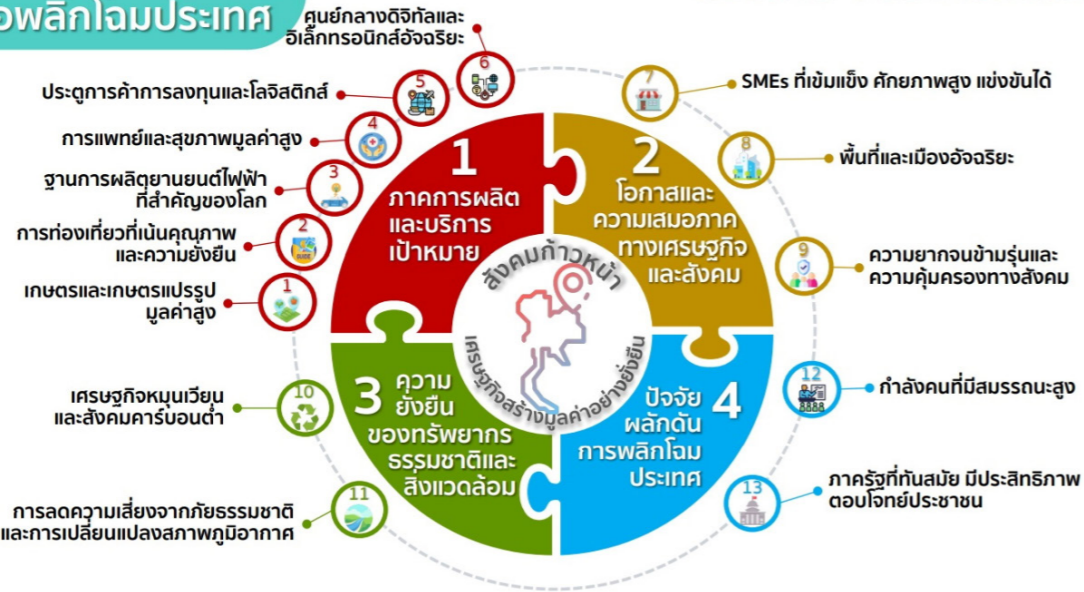 พลิกโฉมประเทศ
ศูนย์กลางดิจิทัลและ
อิเล็กทรอนิกส์อัจฉริยะ
6
ประตูการค้าการลงทุนและโลจิสติกส์
5
การแพทย์และสุขภาพมูลค่าสูง
4
ฐานการผลิตยานยนต์ไฟฟ้า
ที่สำคัญของโลก
3
การท่องเที่ยวที่เน้นคุณภาพ
และความยั่งยืน
2
เกษตรและเกษตรแปรรูป
มูลค่าสูง
1
1
ภาคการผลิต
และบริการ
เป้าหมาย
2
โอกาสและ
ความเสมอภาค
ทางเศรษฐกิจ
และสังคม
7
SMEs ที่เข้มแข็ง ศักยภาพสูง แข่งขันได้
8
พื้นที่และเมืองอัจฉริยะ
9
ความยากจนข้ามรุ่นและ
ความคุ้มครองทางสังคม
สังคมก้าวหน้า
เศรษฐกิจสร้างมูลค่าอย่างยั่งยืน
3
ความ
ยั่งยืน
ของทรัพยากร
ธรรมชาติและ
สิ่งแวดล้อม
10
เศรษฐกิจหมุนเวียน
และสังคมคาร์บอนต่ำ
11
การลดความเสี่ยงจากภัยธรรมชาติ
และการเปลี่ยนแปลงสภาพภูมิอากาศ
4
ปัจจัย
ผลักดัน
การพลิกโฉม
ประเทศ
12
กำลังคนที่มีสมรรถนะสูง
13
ภาครัฐที่ทันสมัย มีประสิทธิภาพ
ตอบโจทย์ประชาชน